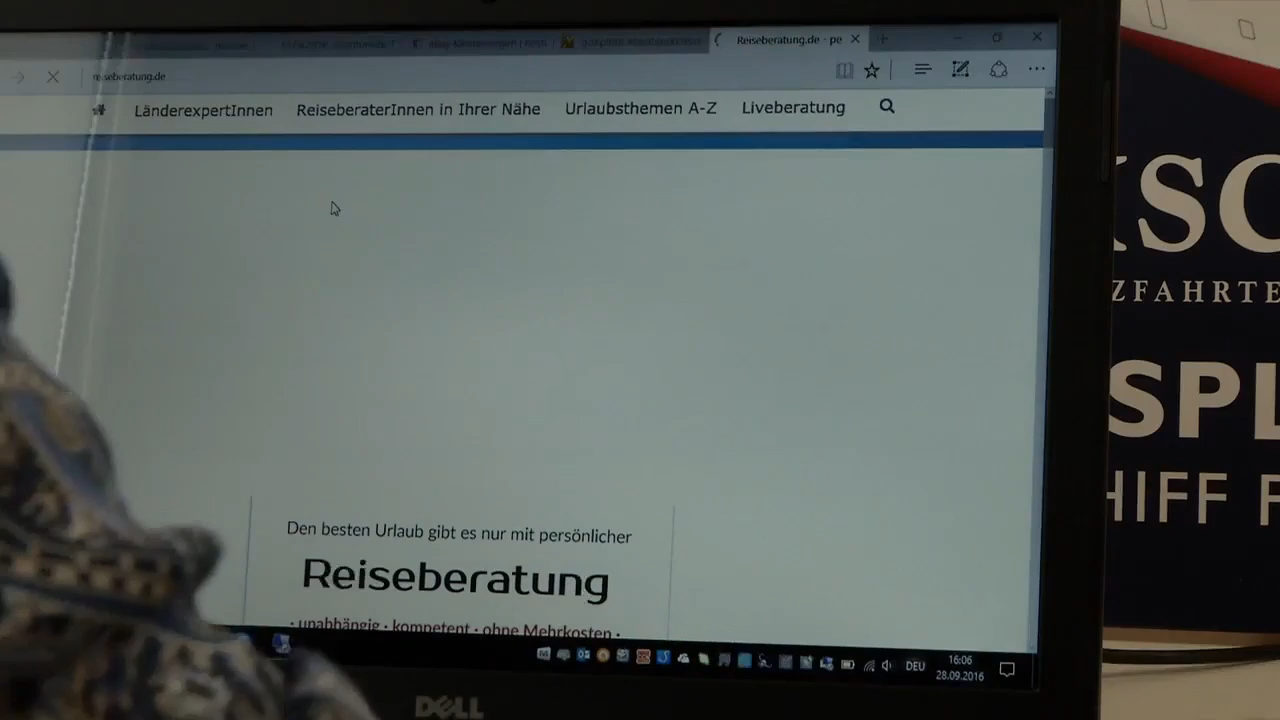 Reiseberatung.de - pe
reiseberatung.de
LänderexpertInnen ReiseberaterInnen in Ihrer Nähe Urlaubsthemen A-Z Liveberatung
Den besten Urlaub gibt es nur mit persönlicher
Reiseberatung
· unabhängig · kompetent · ohne Mehrkosten ·
DEU
16:06
28.09.2016
DELL
KSC
ZFAHRTE
SPL
HIFF F